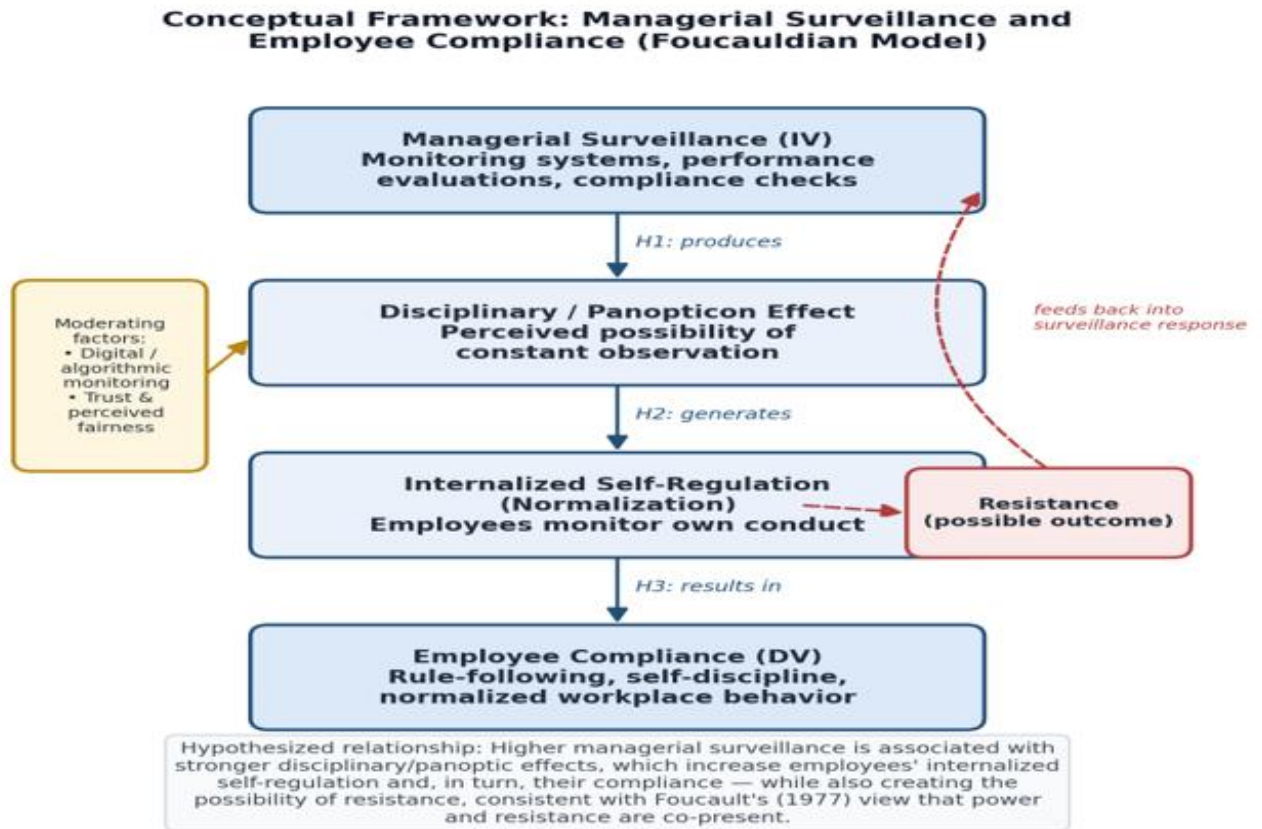 Conceptual Framework: Managerial Surveillance and
Employee Compliance (Foucauldian Model)
Managerial Surveillance (IV)
Monitoring systems, performance
evaluations, compliance checks
H1: produces
Moderating
factors:
• Digital /
algorithmic
monitoring
• Trust &
perceived
fairness
Disciplinary / Panopticon Effect
Perceived possibility of
constant observation
feeds back into
surveillance response
H2: generates
Internalized Self-Regulation
(Normalization)
Employees monitor own conduct
Resistance
(possible outcome)
H3: results in
Employee Compliance (DV)
Rule-following, self-discipline,
normalized workplace behavior
Hypothesized relationship: Higher managerial surveillance is associated with
stronger disciplinary/panoptic effects, which increase employees' internalized
self-regulation and, in turn, their compliance — while also creating the
possibility of resistance, consistent with Foucault's (1977) view that power
and resistance are co-present.